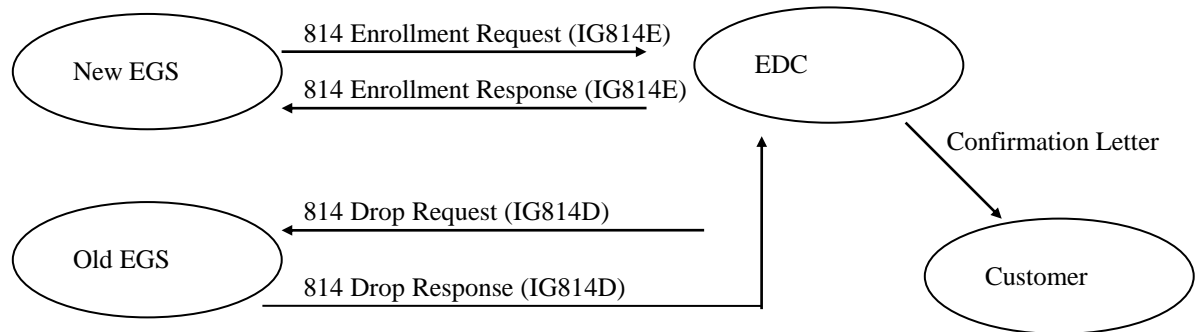 814 Enrollment Request (IG814E)
New EGS
EDC
814 Enrollment Response (IG814E)
Confirmation Letter
814 Drop Request (IG814D)
Old EGS
Customer
814 Drop Response (IG814D)